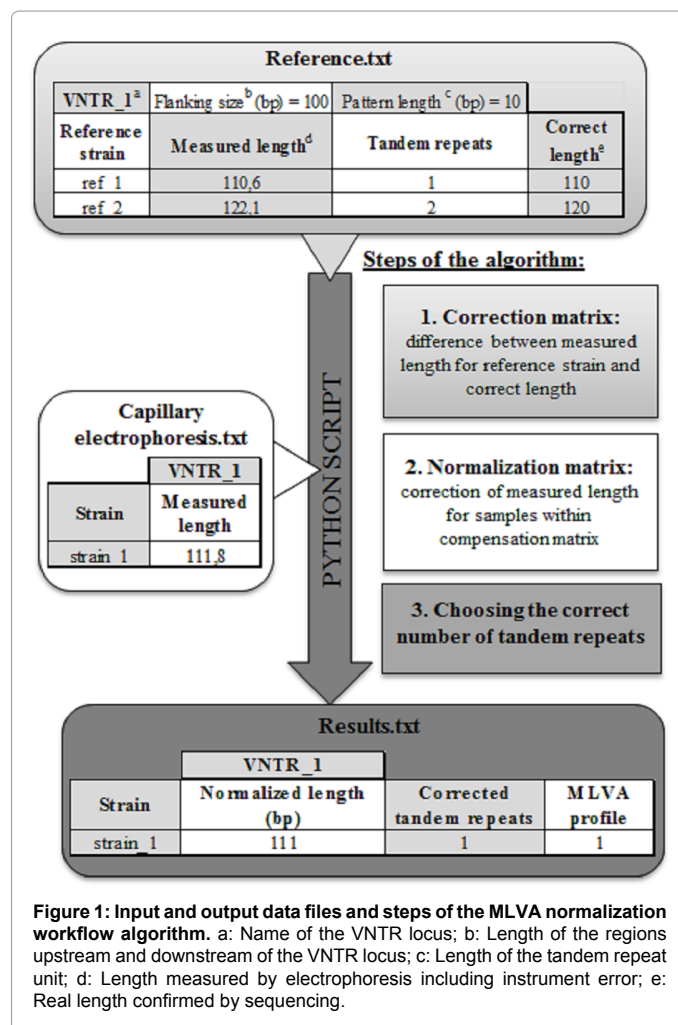 Reference.txt
VNTR_1a Flanking sizeb (bp) = 100 Pattern length c (bp) = 10
Reference strain Measured lengthd Tandem repeats Correct lengthe
ref_1 110,6 1 110
ref_2 122,1 2 120
Steps of the algorithm:
1. Correction matrix:
difference between measured
length for reference strain and
correct length
PYTHON SCRIPT
Capillary
electrophoresis.txt
VNTR_1
Strain Measured length
strain_1 111,8
2. Normalization matrix:
correction of measured length
for samples within
compensation matrix
3. Choosing the correct
number of tandem repeats
Results.txt
VNTR_1
Strain Normalized length (bp) Corrected tandem repeats MLVA profile
strain_1 111 1 1
Figure 1: Input and output data files and steps of the MLVA normalization
workflow algorithm. a: Name of the VNTR locus; b: Length of the regions
upstream and downstream of the VNTR locus; c: Length of the tandem repeat
unit; d: Length measured by electrophoresis including instrument error; e:
Real length confirmed by sequencing.